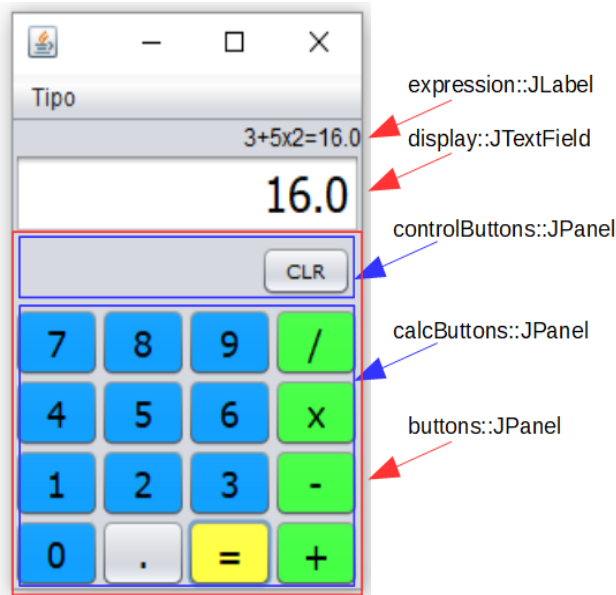 Tipo
3+5x2=16.0
16.0
CLR
7 8 9 /
4 5 6 x
1 2 3 -
0 . = +
expression::JLabel
display::JTextField
controlButtons::JPanel
calcButtons::JPanel
buttons::JPanel